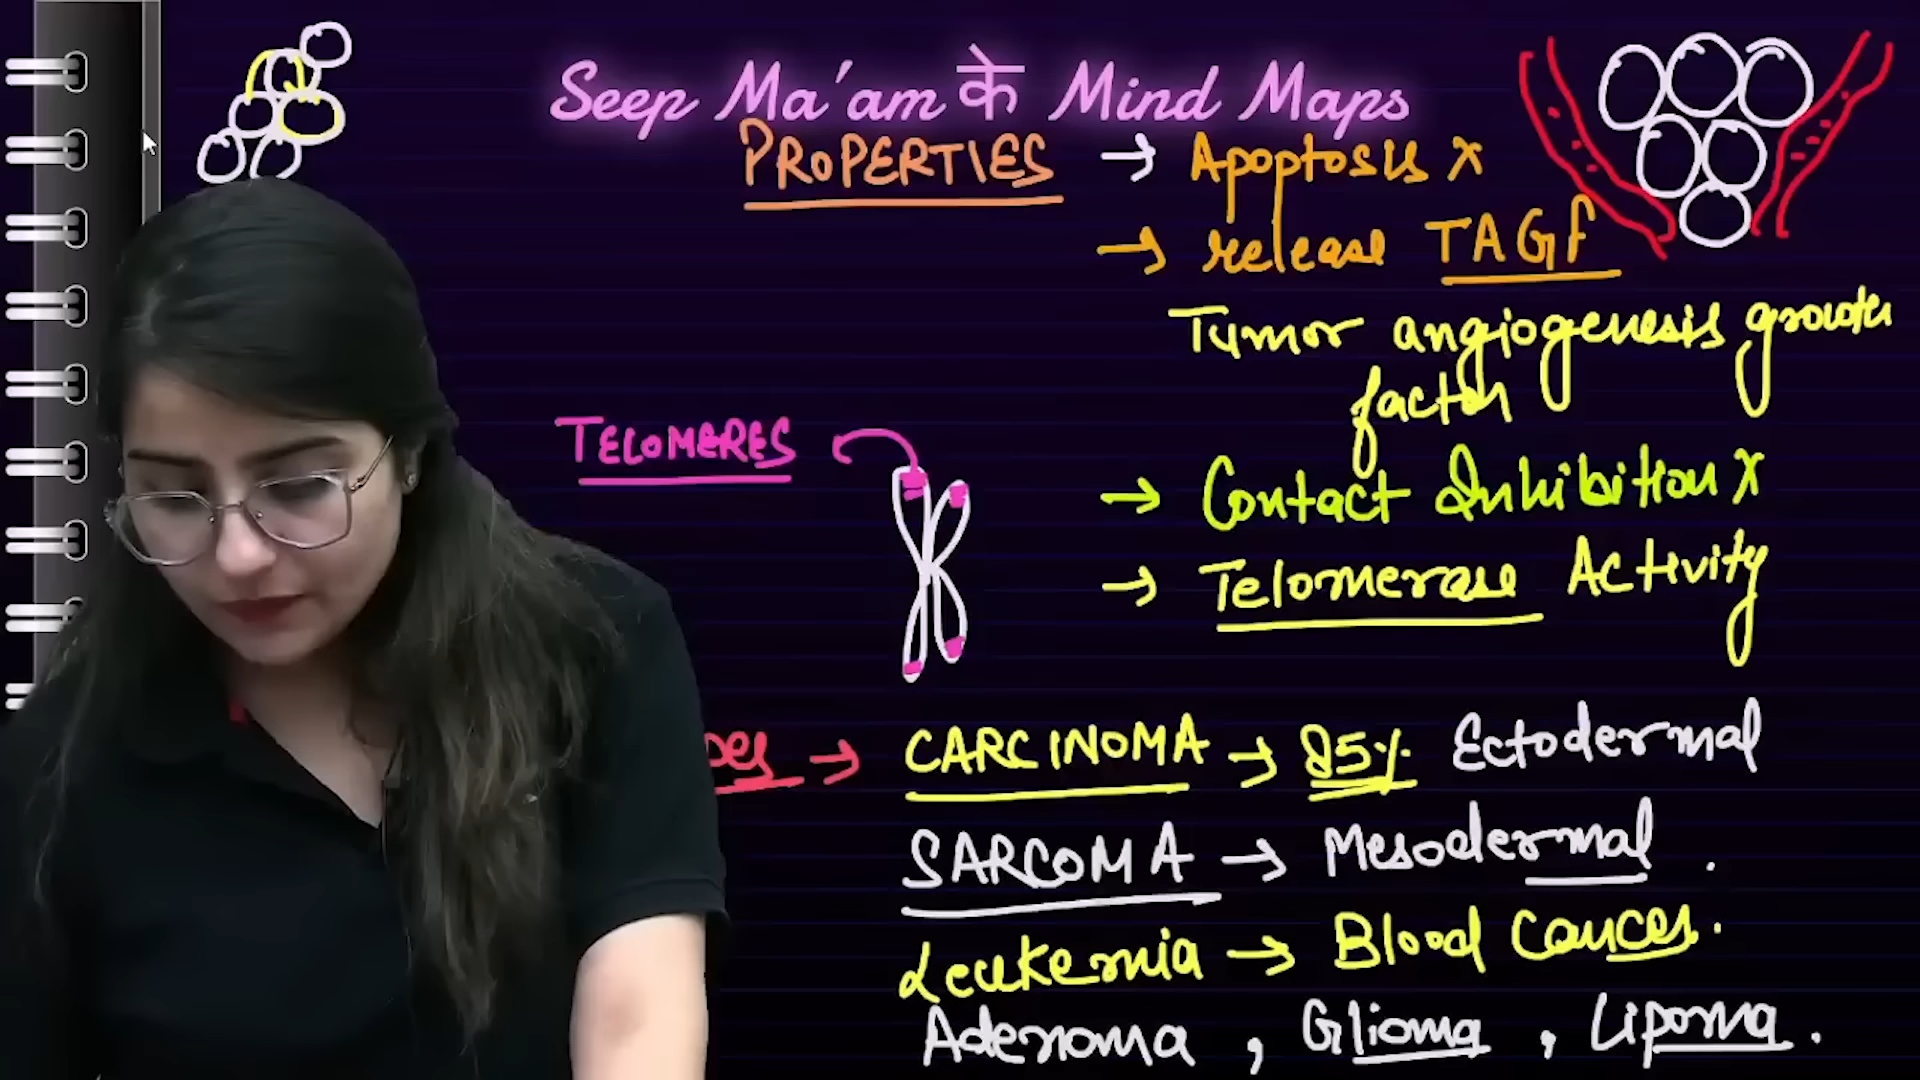 Seep Ma'am के Mind Maps
PROPERTIES → Apoptosis x
→ release TAGf
Tumor angiogenesis growth
factor
TELOMERES
→ Contact Inhibition x
→ Telomerase Activity
pes → CARCINOMA → 85% Ectodermal
SARCOMA → Mesodermal .
Leukemia → Blood Cancer.
Adenoma , Glioma , Lipoma .